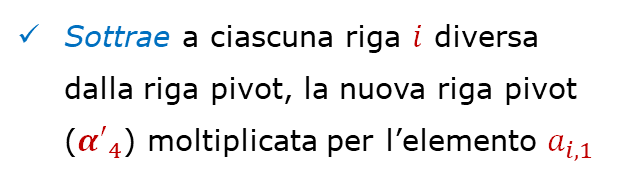 ✓ Sottrae a ciascuna riga i diversa
dalla riga pivot, la nuova riga pivot
(α′₄) moltiplicata per l’elemento aᵢ,₁